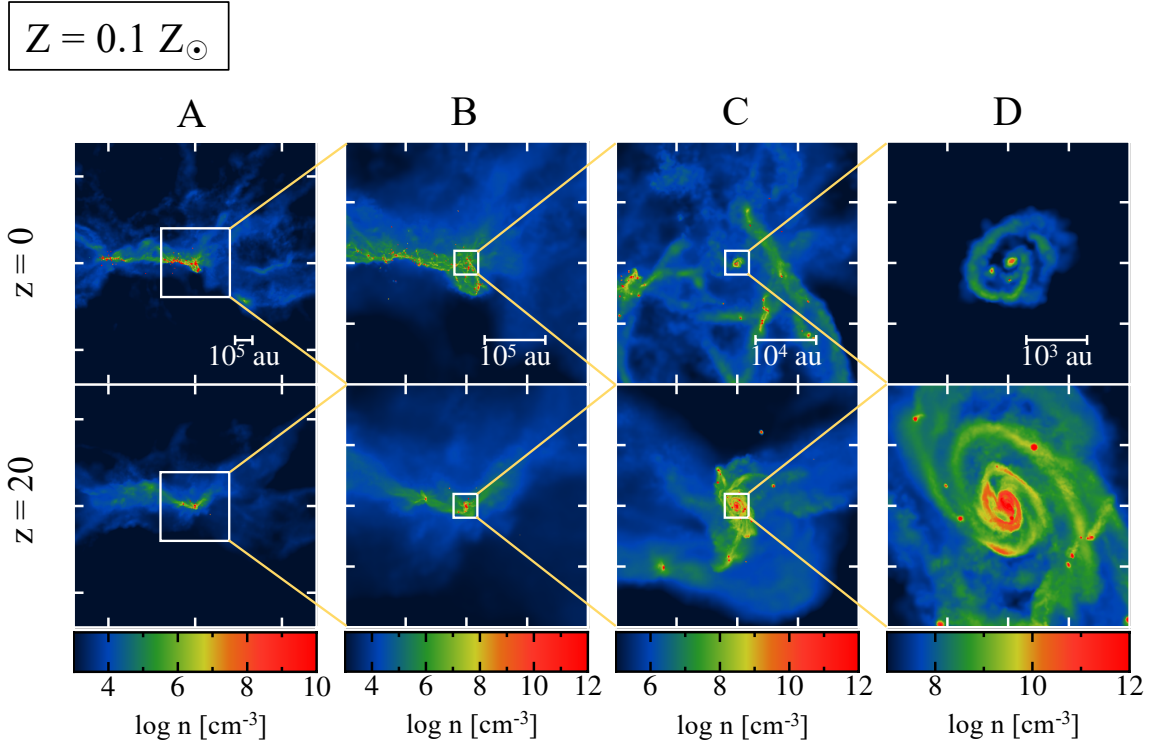 Z = 0.1 Z☉
A B C D
z = 0
10⁵ au 10⁵ au 10⁴ au 10³ au
z = 20
4 6 8 10 4 6 8 10 12 6 8 10 12 8 10 12
log n [cm⁻³] log n [cm⁻³] log n [cm⁻³] log n [cm⁻³]